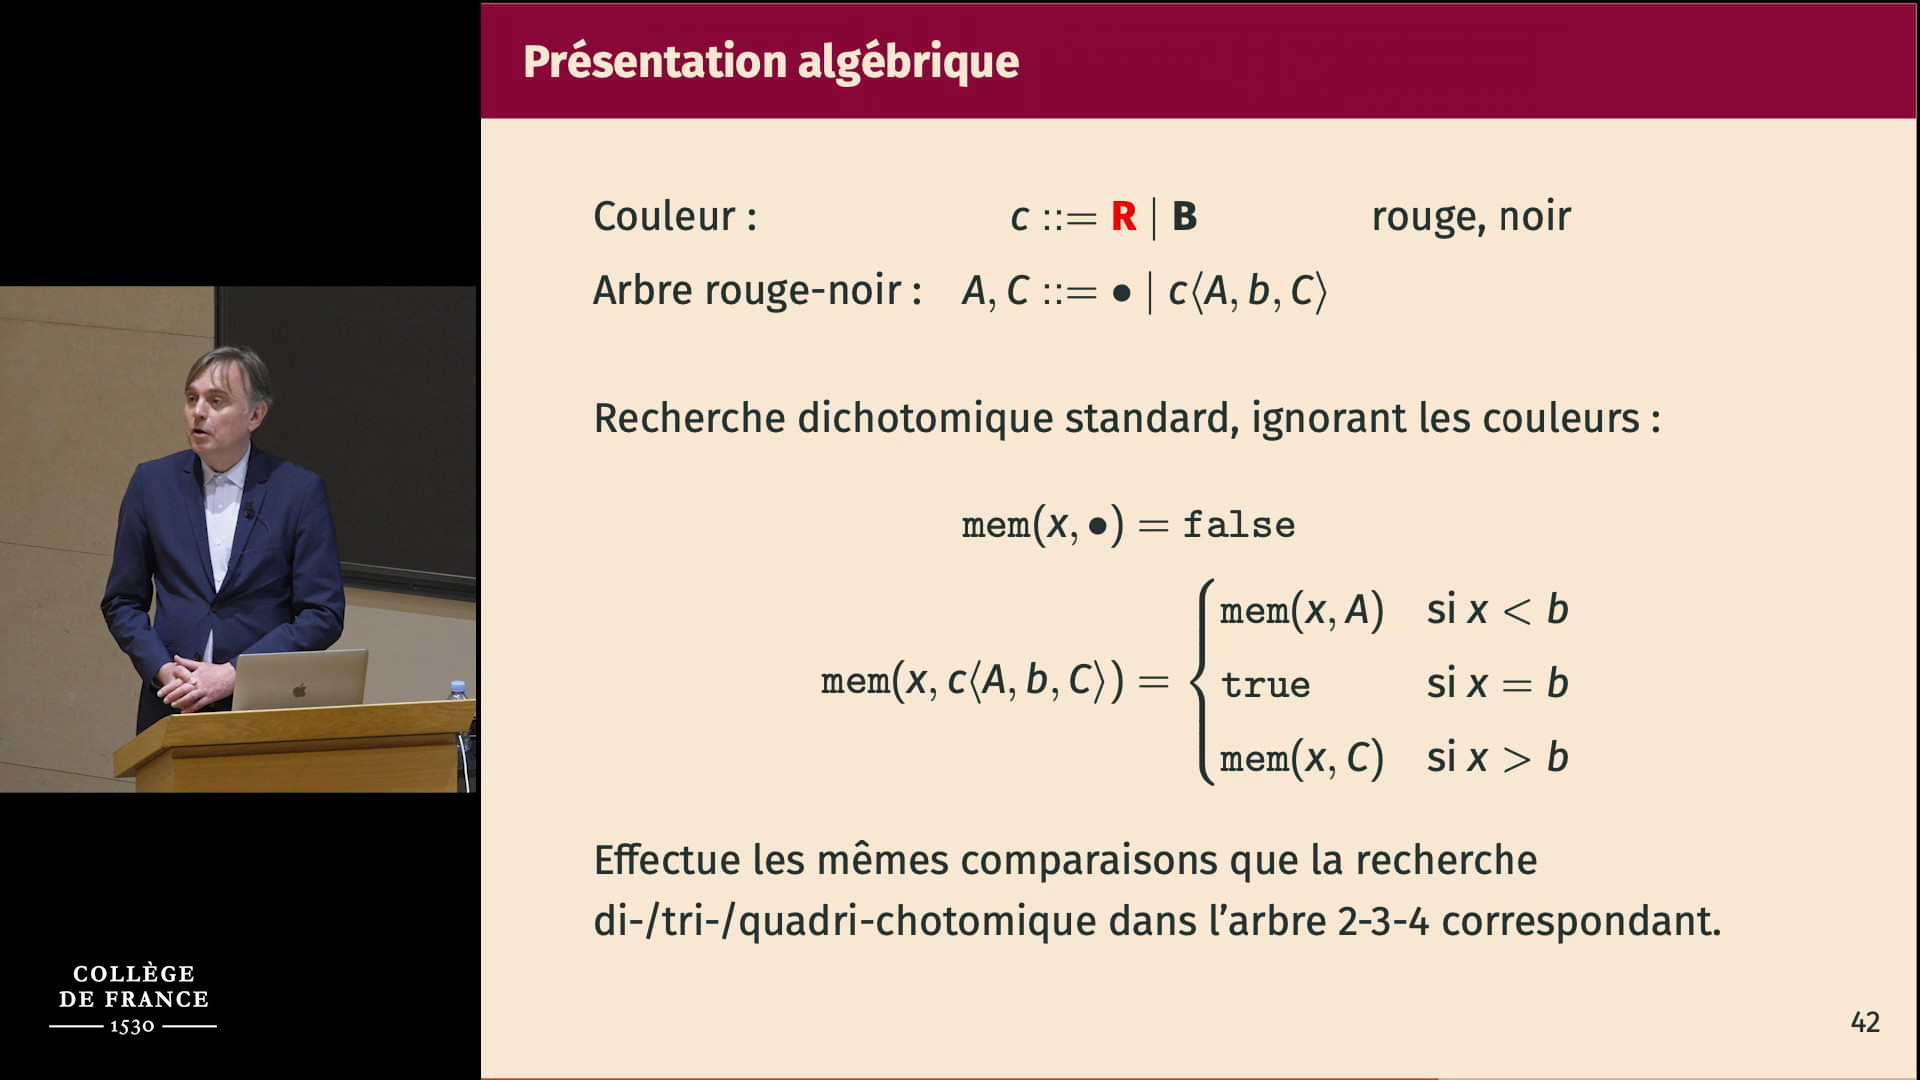 Présentation algébrique
Couleur : c ::= R | B rouge, noir
Arbre rouge-noir : A, C ::= • | c⟨A, b, C⟩
Recherche dichotomique standard, ignorant les couleurs :
mem(x, •) = false
mem(x, c⟨A, b, C⟩) = { mem(x, A) si x < b
true si x = b
mem(x, C) si x > b
Effectue les mêmes comparaisons que la recherche
di-/tri-/quadri-chotomique dans l’arbre 2-3-4 correspondant.
42
COLLÈGE
DE FRANCE
1530